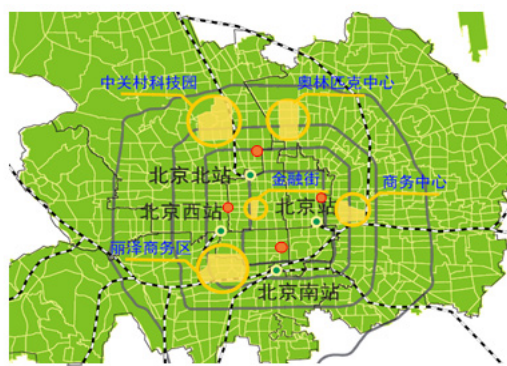 中关村科技园
奥林匹克中心
北京北站
金融街
商务中心
北京西站
北京站
丽泽商务区
北京南站